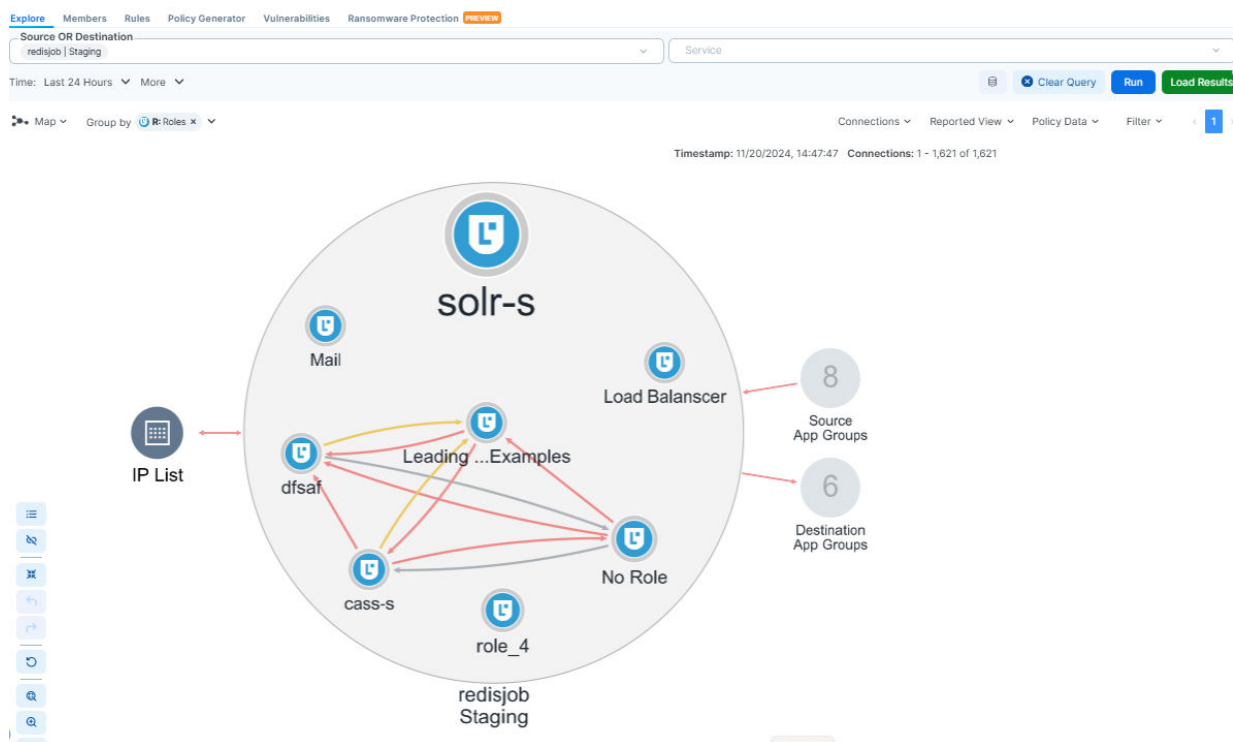 Explore Members Rules Policy Generator Vulnerabilities Ransomware Protection PREVIEW
Source OR Destination
redisjob | Staging
Service
Time: Last 24 Hours More
Clear Query Run Load Results
Map Group by R: Roles × Connections Reported View Policy Data Filter 1
Timestamp: 11/20/2024, 14:47:47 Connections: 1 - 1,621 of 1,621
solr-s
Mail
Load Balanscer
8
Source
App Groups
IP List
Leading ...Examples
dfsaf
6
Destination
App Groups
No Role
cass-s
role_4
redisjob
Staging